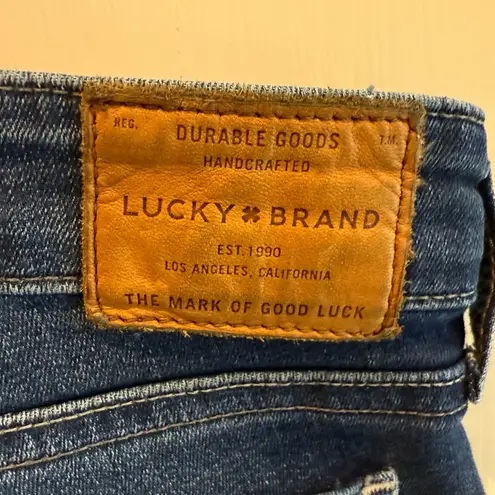 REG. DURABLE GOODS T.M.
HANDCRAFTED
LUCKY BRAND
EST. 1990
LOS ANGELES, CALIFORNIA
THE MARK OF GOOD LUCK